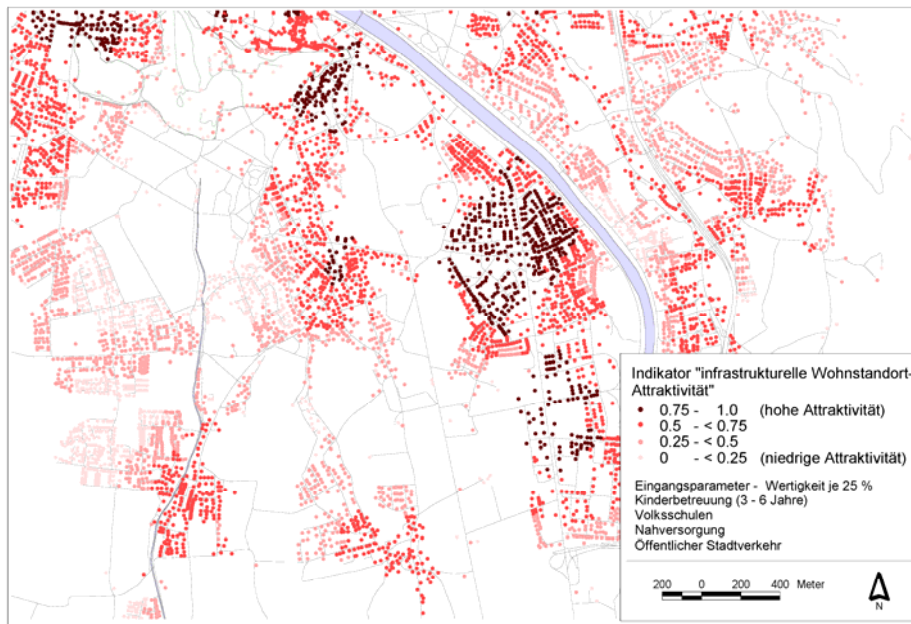 Indikator "infrastrukturelle Wohnstandort-
Attraktivität"
0.75 - 1.0 (hohe Attraktivität)
0.5 - < 0.75
0.25 - < 0.5
0 - < 0.25 (niedrige Attraktivität)
Eingangsparameter - Wertigkeit je 25 %
Kinderbetreuung (3 - 6 Jahre)
Volksschulen
Nahversorgung
Öffentlicher Stadtverkehr
200 0 200 400 Meter
N